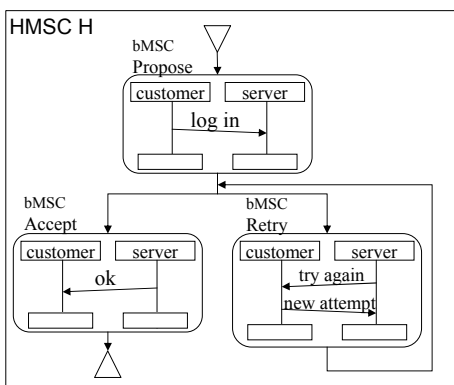 HMSC H
bMSC
Propose
customer server
log in
bMSC
Accept
customer server
ok
bMSC
Retry
customer server
try again
new attempt